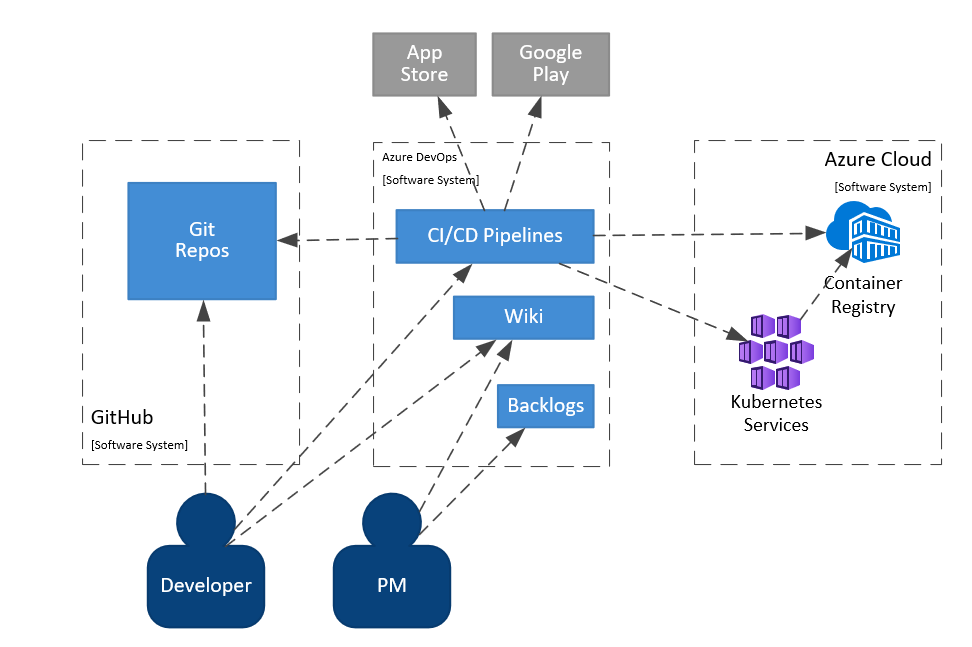 App
Store
Google
Play
Azure DevOps
[Software System]
Azure Cloud
[Software System]
Git
Repos
CI/CD Pipelines
Container
Registry
Wiki
Kubernetes
Services
Backlogs
GitHub
[Software System]
Developer
PM